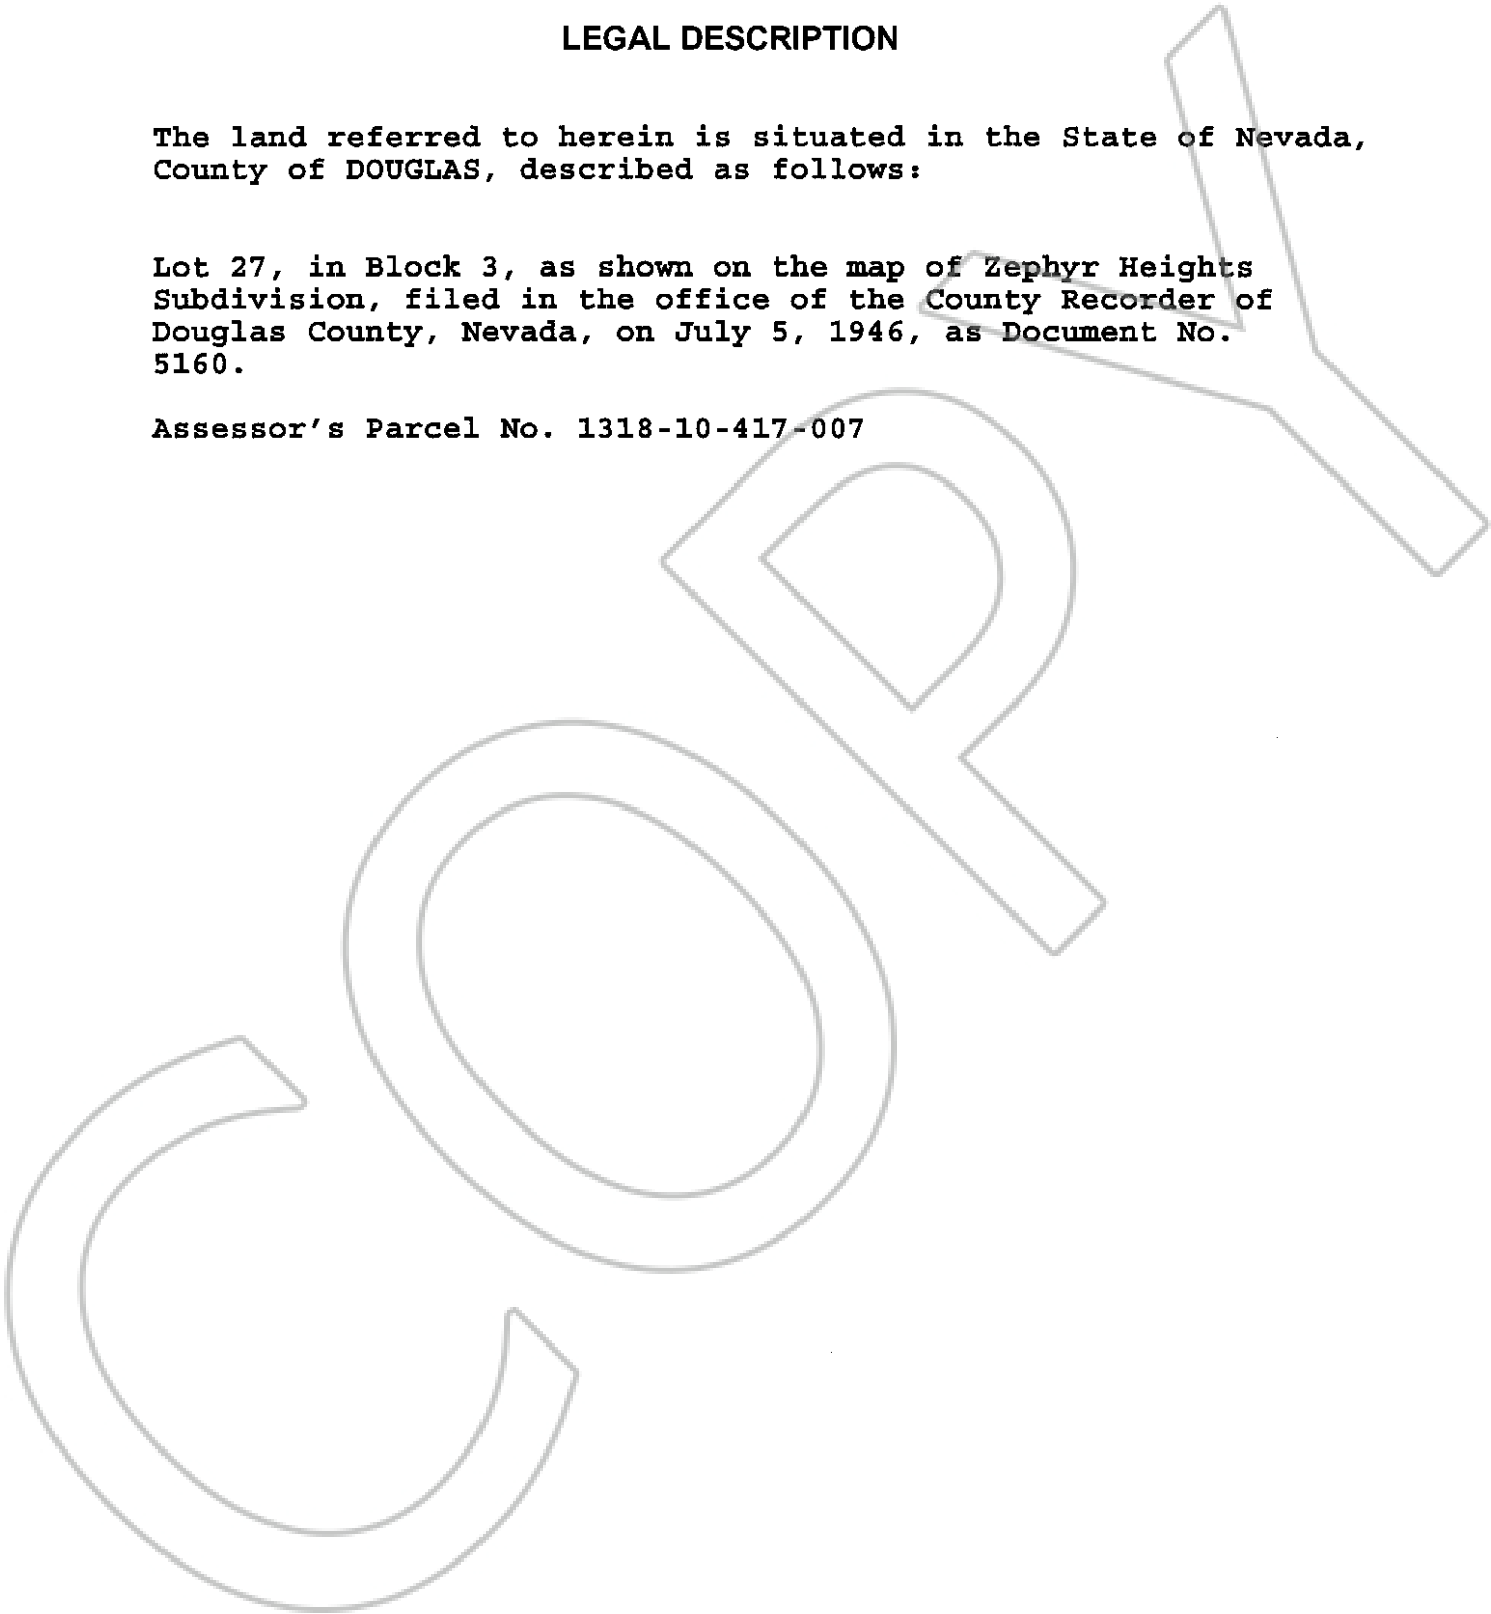 LEGAL DESCRIPTION
The land referred to herein is situated in the State of Nevada,
County of DOUGLAS, described as follows:
Lot 27, in Block 3, as shown on the map of Zephyr Heights
Subdivision, filed in the office of the County Recorder of
Douglas County, Nevada, on July 5, 1946, as Document No.
5160.
Assessor's Parcel No. 1318-10-417-007
COPY